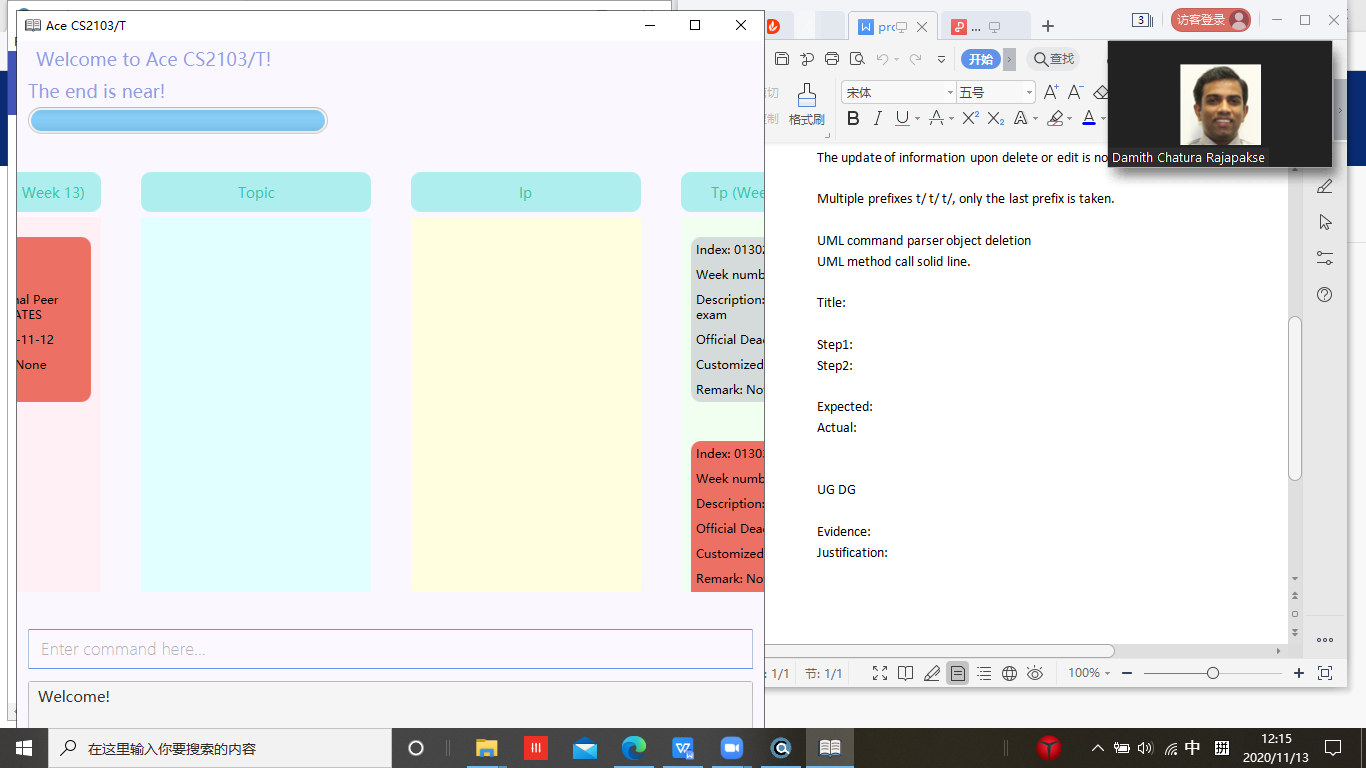 Ace CS2103/T
Welcome to Ace CS2103/T!
The end is near!
Week 13)
Topic
Ip
Tp (Wee
nal Peer
ATES
-11-12
None
Index: 0130
Week numb
Description:
exam
Official Dea
Customized
Remark: No
Index: 0130
Week numb
Description:
Official Dea
Customized
Remark: No
Enter command here...
Welcome!
3
访客登录
W
pro
P
...
开始
查找
格式刷
宋体
五号
A+
A-
B
I
U
A
X²
X₂
A
A
Damith Chatura Rajapakse
The update of information upon delete or edit is no
Multiple prefixes t/ t/ t/, only the last prefix is taken.
UML command parser object deletion
UML method call solid line.
Title:
Step1:
Step2:
Expected:
Actual:
UG DG
Evidence:
Justification:
: 1/1
节: 1/1
100%
在这里输入你要搜索的内容
中
拼
12:15
2020/11/13